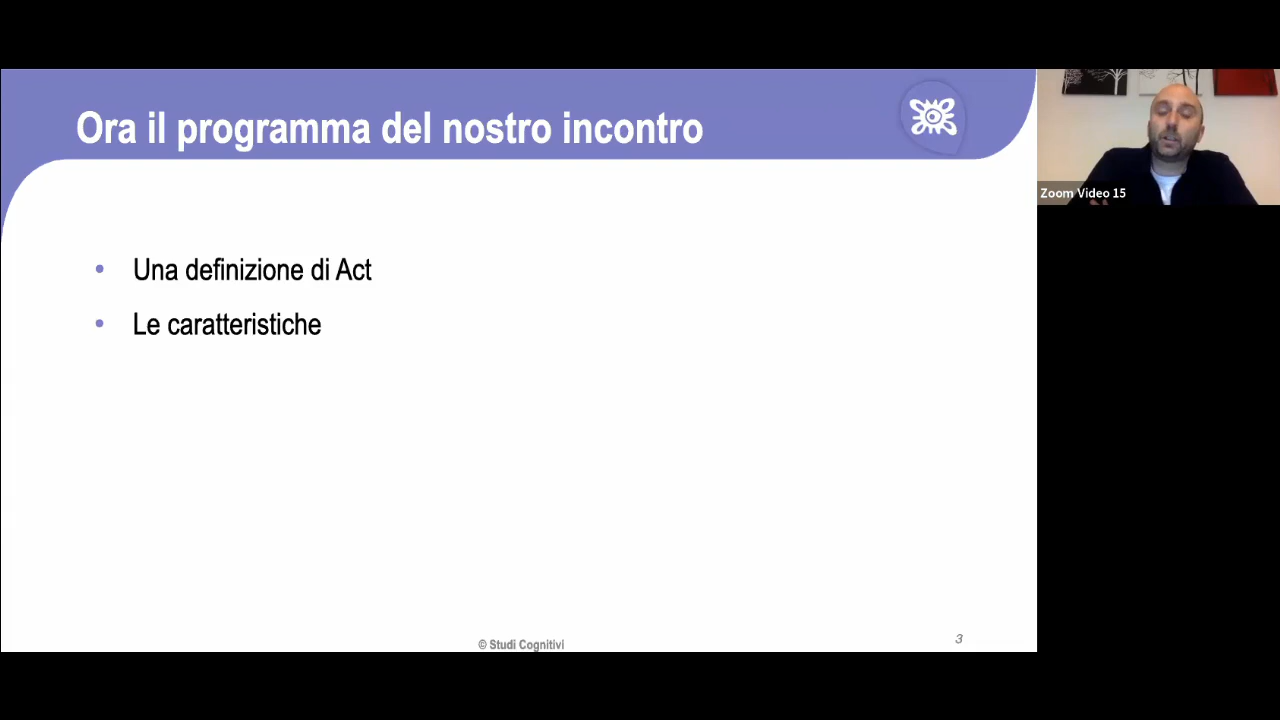 Ora il programma del nostro incontro
Zoom Video 15
• Una definizione di Act
• Le caratteristiche
© Studi Cognitivi
3